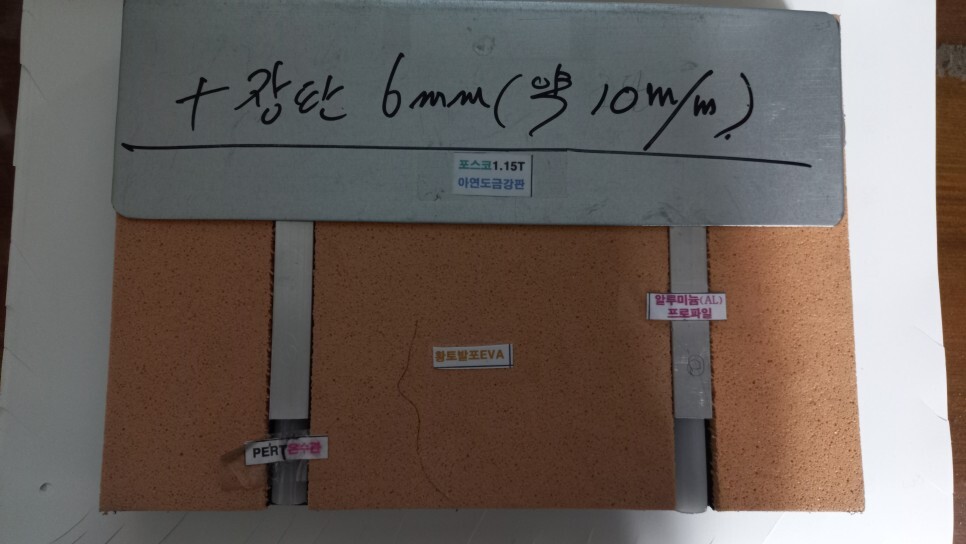 + 장판 6mm(약 10m/m)
포스코1.15T
아연도금강관
알루미늄(AL)
프로파일
황토발포EVA
PERT온수관